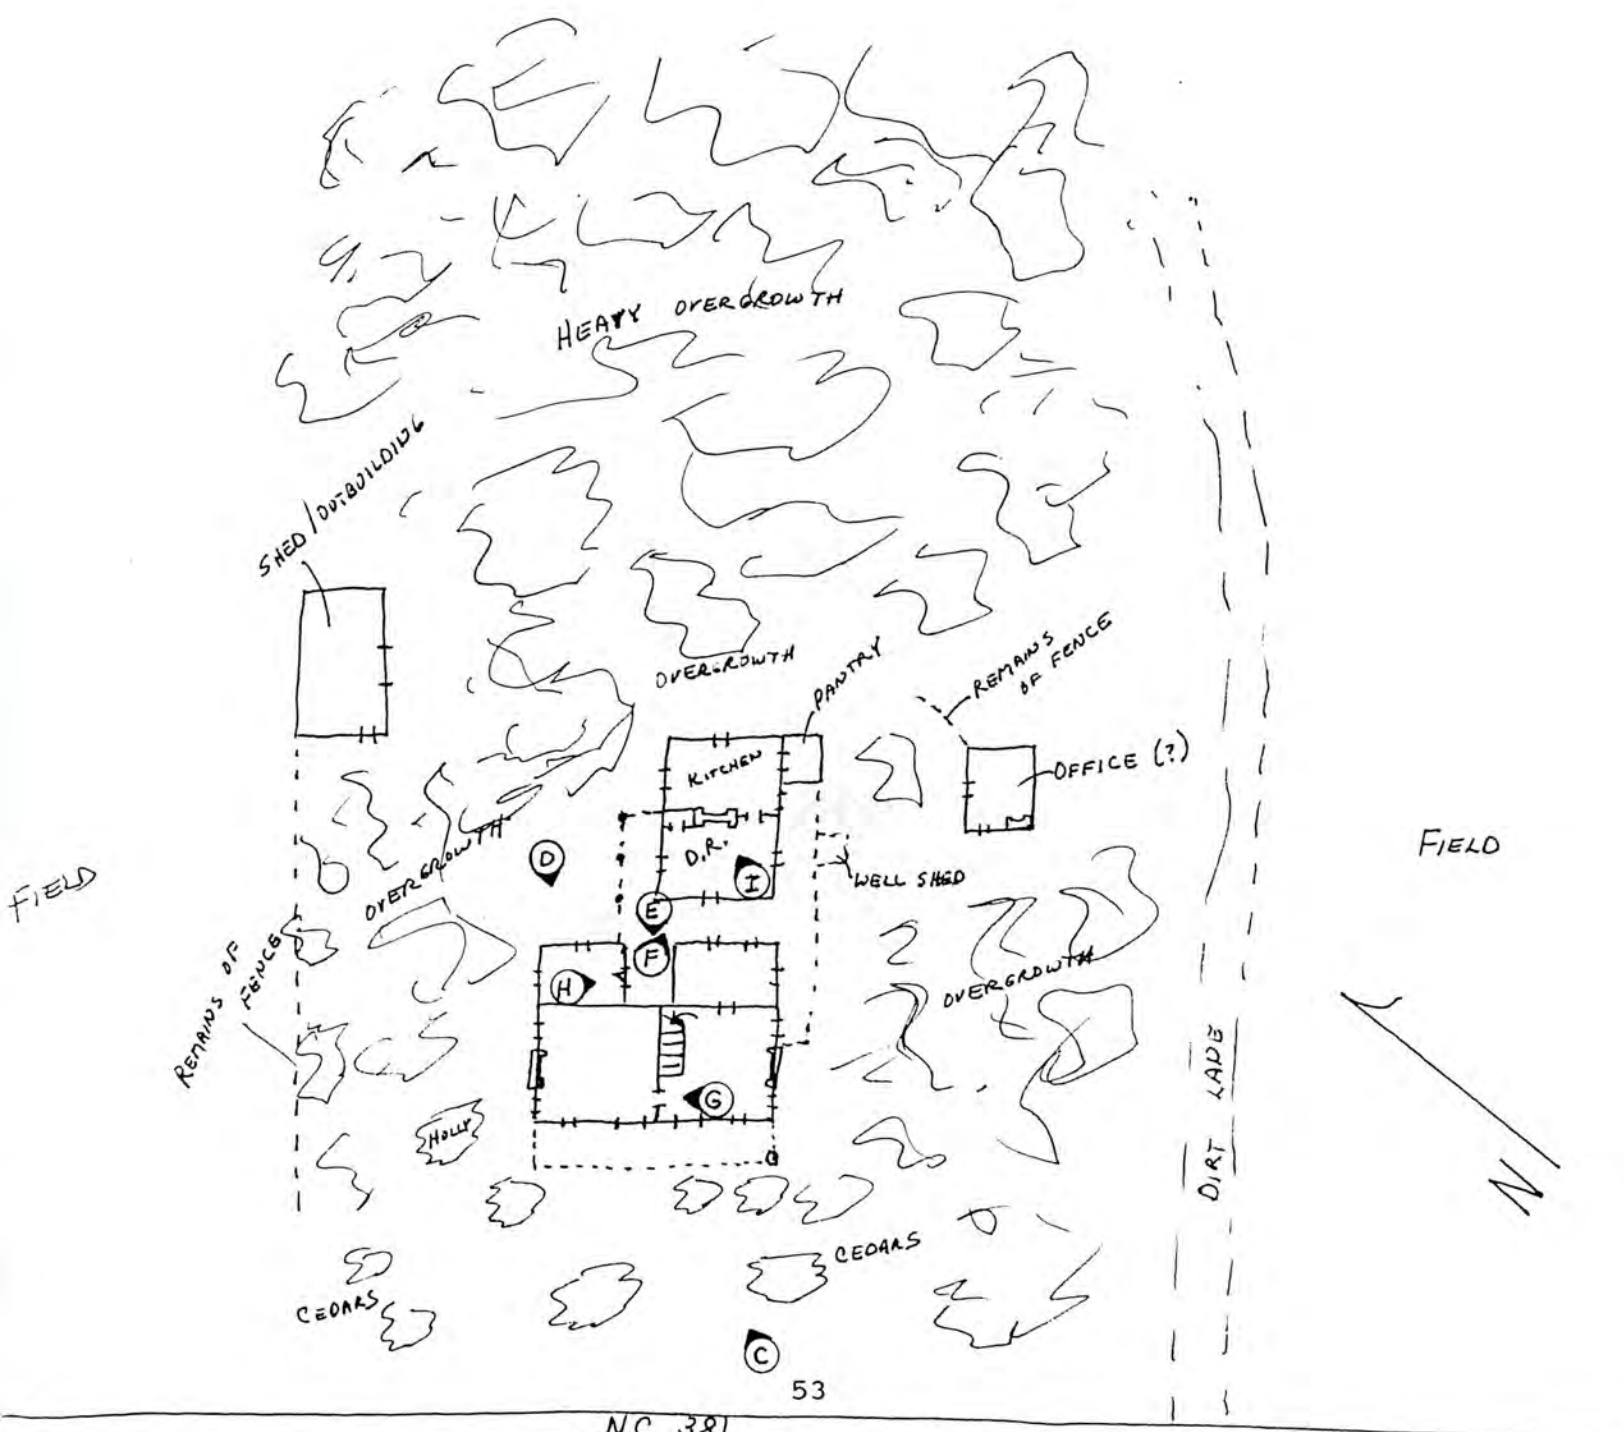 HEAVY OVERGROWTH
SHED/OUTBUILDING
OVERGROWTH
PANTRY
REMAINS
OF FENCE
KITCHEN
OFFICE (?)
D.R.
WELL SHED
FIELD
FIELD
OVERGROWTH
D
I
E
F
H
REMAINS OF
FENCE
OVERGROWTH
G
HOLLY
DIRT LANE
N
CEDARS
CEDARS
C
53
NC 381